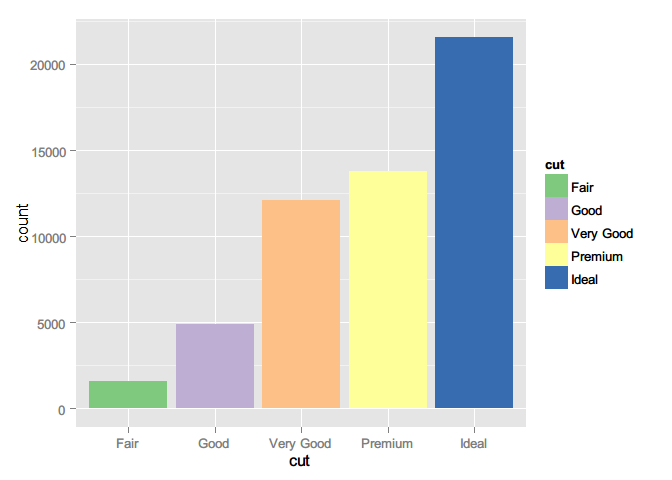 count
20000
15000
10000
5000
0
Fair
Good
Very Good
Premium
Ideal
cut
cut
Fair
Good
Very Good
Premium
Ideal